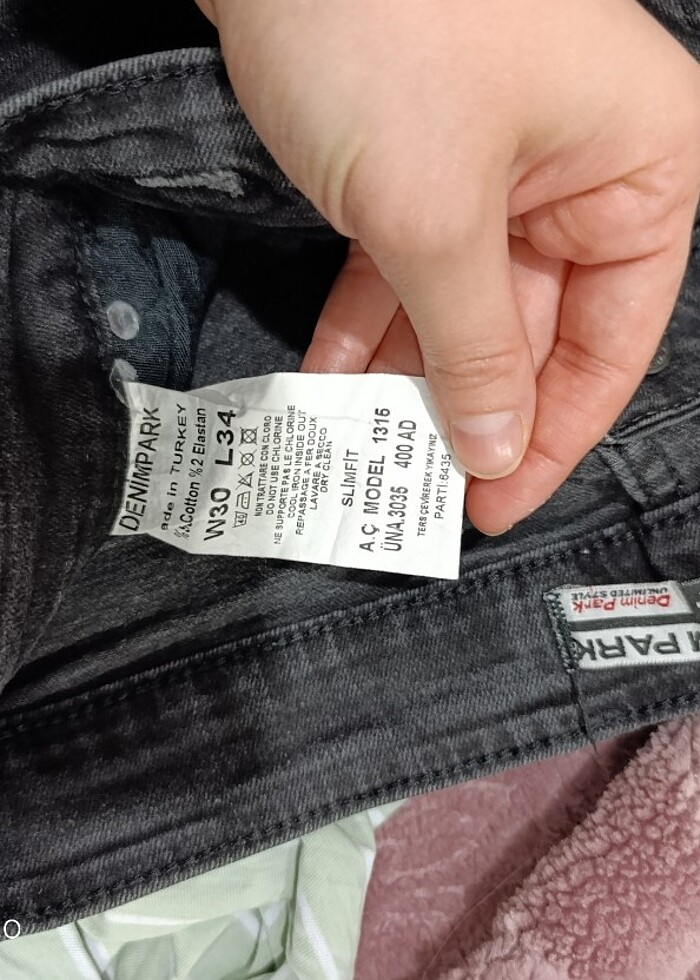 DENIMPARK
ade in TURKEY
Cotton %2 Elastan
W30 L34
40
NON TRATTARE CON CLORO
DO NOT USE CHLORINE
NE SUPPORTE PAS LE CHLORINE
COOL IRON INSIDE OUT
REPASSAGE A FER DOUX
LAVARE A SECCO
DRY CLEAN
SLIMFİT
A.Ç MODEL 1316
ÜNA.3035 400 AD
TERS ÇEVİREREK YIKAYINIZ
PARTİ:6435
Denim Park
UNLIMITED STYLE
PARK